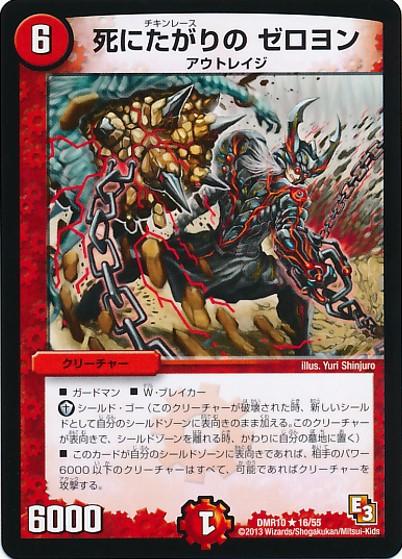 6
チキンレース
死にたがりの ゼロヨン
アウトレイジ
クリーチャー
illus. Yuri Shinjuro
■ ガードマン ■ W・ブレイカー
シールド・ゴー（このクリーチャーが破壊された時、新しいシール
ドとして自分のシールドゾーンに表向きのまま加える。このクリーチャー
が表向きで、シールドゾーンを離れる時、かわりに自分の墓地に置く）
■ このカードが自分のシールドゾーンに表向きであれば、相手のパワー
6000以下のクリーチャーはすべて、可能であればクリーチャーを
攻撃する。
6000
1
DMR10 ★ 16/55
©2013 Wizards/Shogakukan/Mitsui-Kids
E3